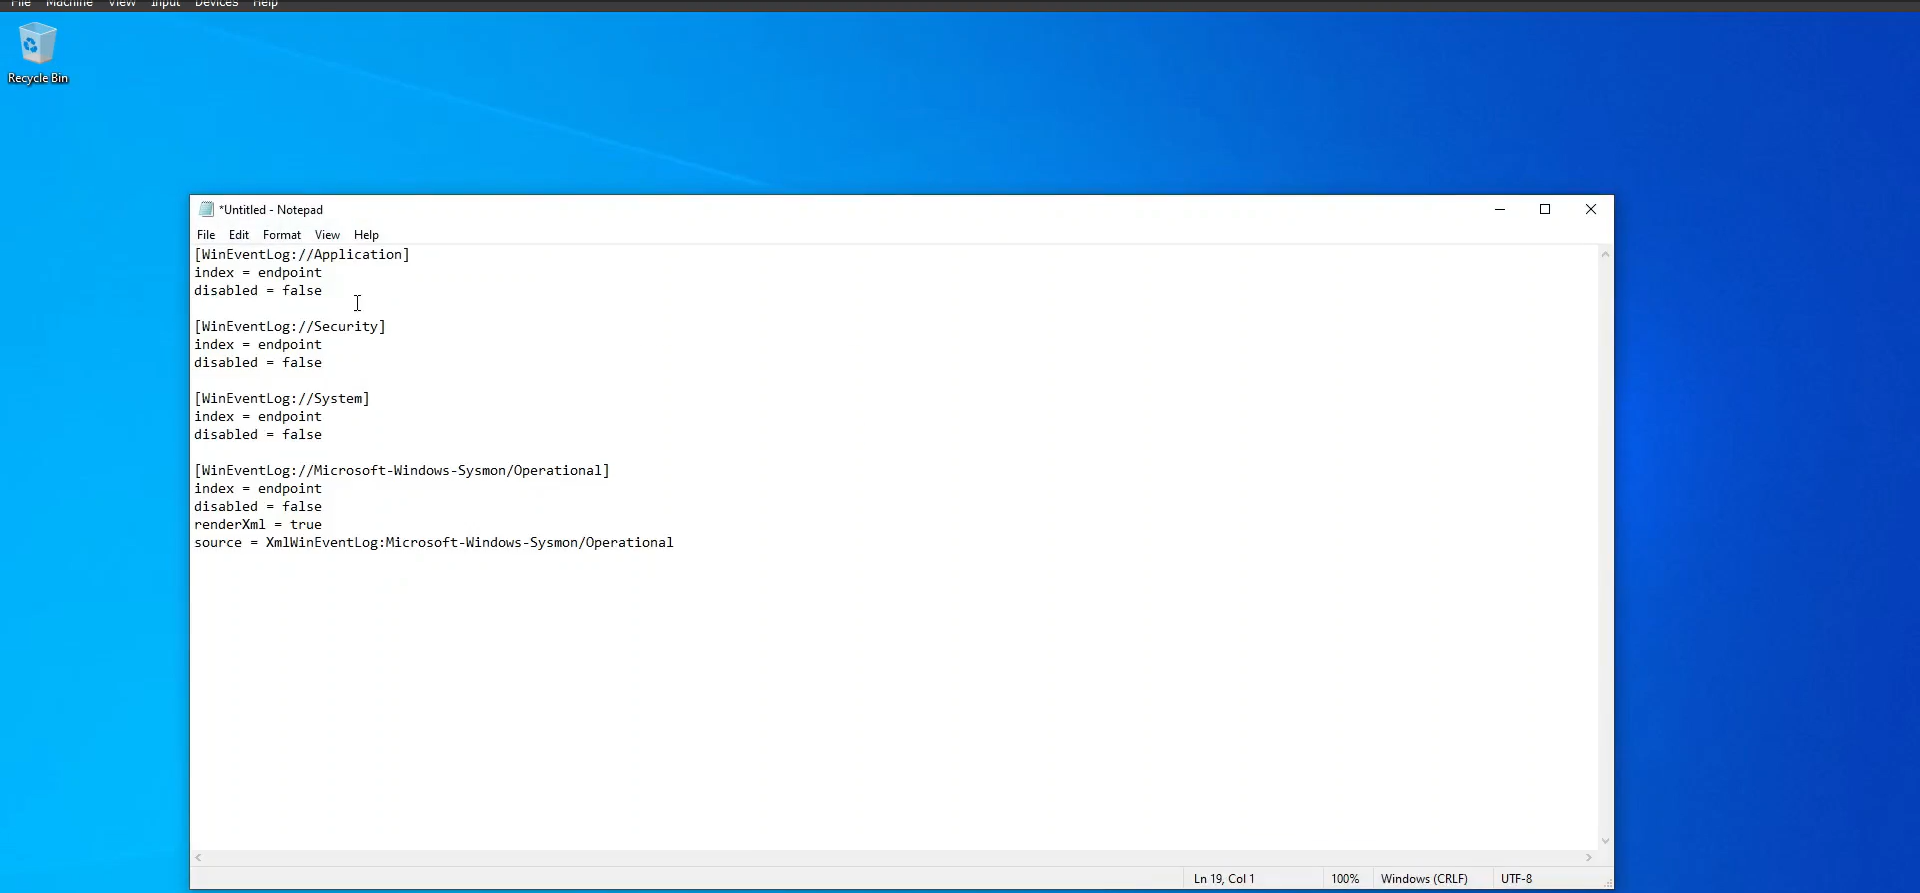 File Machine View Input Devices Help
Recycle Bin
*Untitled - Notepad
File Edit Format View Help
[WinEventLog://Application]
index = endpoint
disabled = false
[WinEventLog://Security]
index = endpoint
disabled = false
[WinEventLog://System]
index = endpoint
disabled = false
[WinEventLog://Microsoft-Windows-Sysmon/Operational]
index = endpoint
disabled = false
renderXml = true
source = XmlWinEventLog:Microsoft-Windows-Sysmon/Operational
Ln 19, Col 1 100% Windows (CRLF) UTF-8